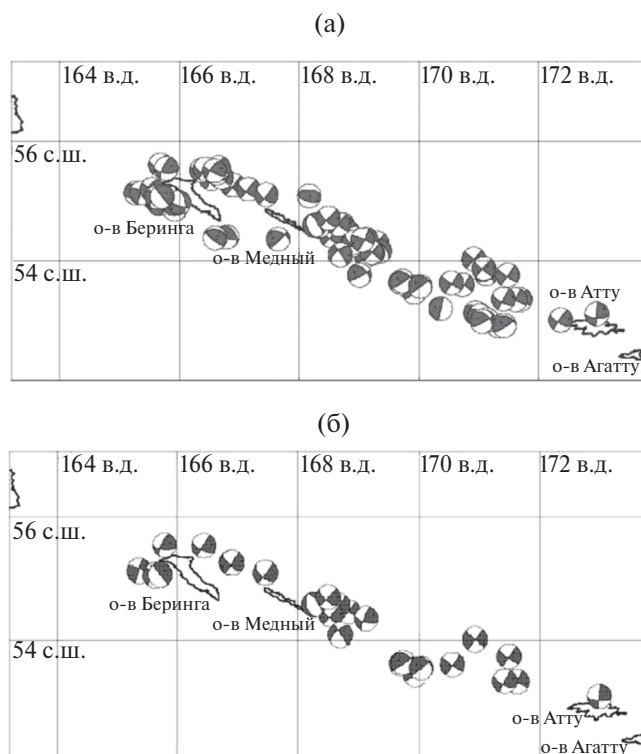 (а)
164 в.д. 166 в.д. 168 в.д. 170 в.д. 172 в.д.
56 с.ш.
о-в Беринга
о-в Медный
54 с.ш.
о-в Атту
о-в Агатту
(б)
164 в.д. 166 в.д. 168 в.д. 170 в.д. 172 в.д.
56 с.ш.
о-в Беринга
о-в Медный
54 с.ш.
о-в Атту
о-в Агатту